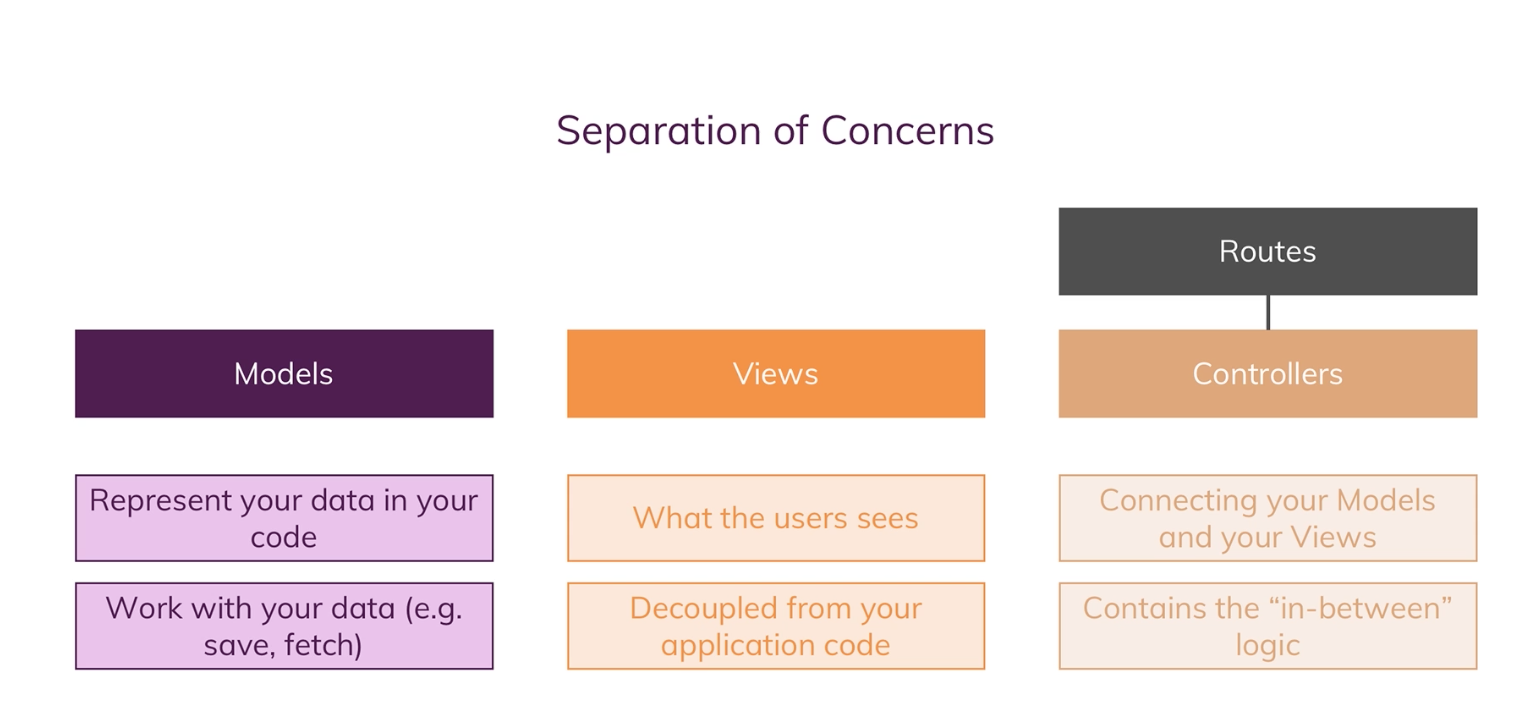 Separation of Concerns
Routes
Models
Views
Controllers
Represent your data in your
code
What the users sees
Connecting your Models
and your Views
Work with your data (e.g.
save, fetch)
Decoupled from your
application code
Contains the “in-between”
logic